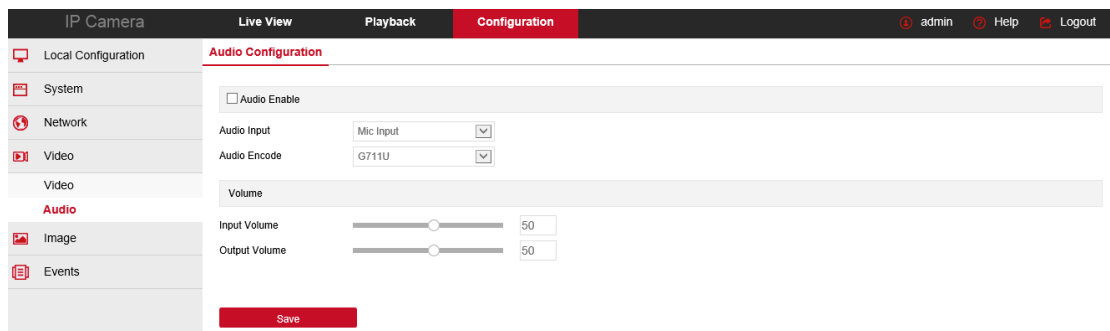 IP Camera Live View Playback Configuration admin Help Logout
Local Configuration
System
Network
Video
Video
Audio
Image
Events
Audio Configuration
Audio Enable
Audio Input Mic Input
Audio Encode G711U
Volume
Input Volume 50
Output Volume 50
Save